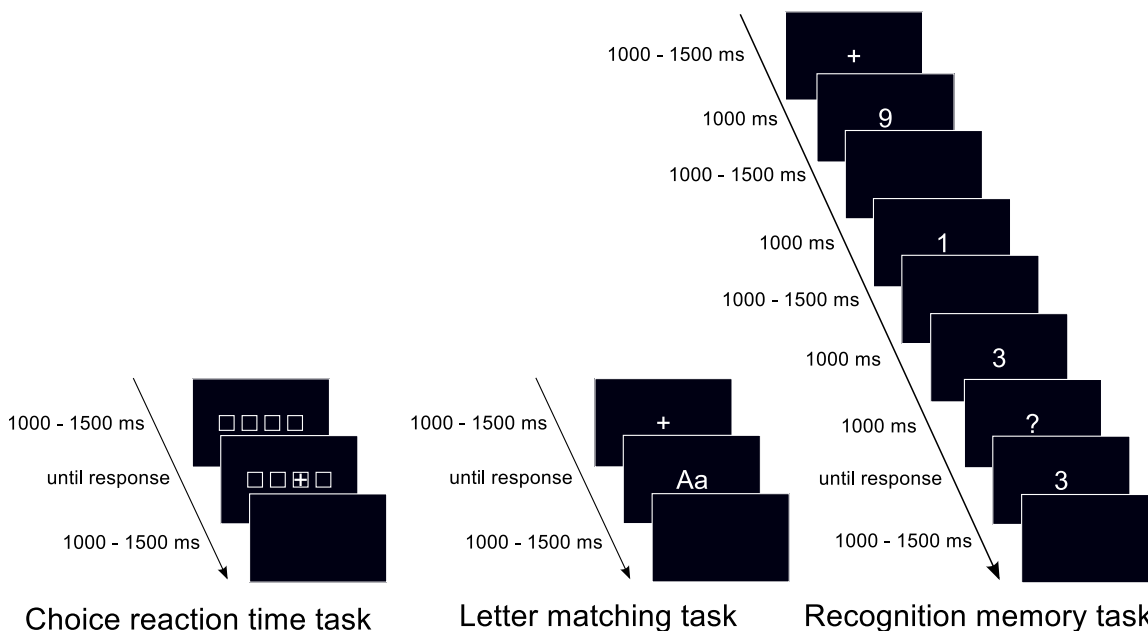 1000 - 1500 ms
+
1000 ms
9
1000 - 1500 ms
1000 ms
1
1000 - 1500 ms
1000 ms
3
1000 ms
?
until response
3
1000 - 1500 ms
Recognition memory task
1000 - 1500 ms
until response
+
1000 - 1500 ms
Choice reaction time task
1000 - 1500 ms
+
until response
Aa
1000 - 1500 ms
Letter matching task